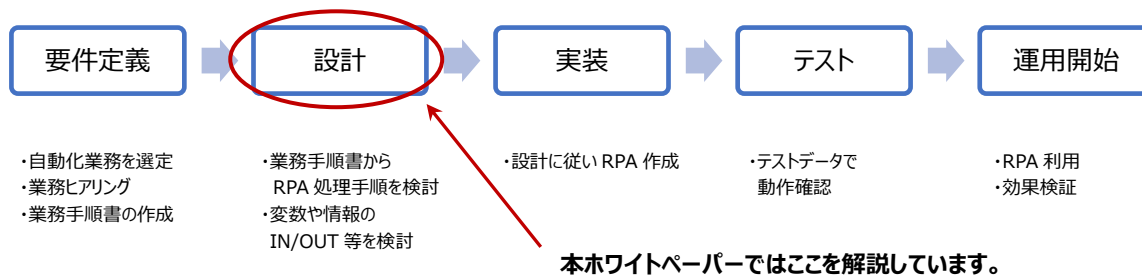 要件定義
設計
実装
テスト
運用開始
・自動化業務を選定
・業務ヒアリング
・業務手順書の作成
・業務手順書から
RPA 処理手順を検討
・変数や情報の
IN/OUT 等を検討
・設計に従い RPA 作成
・テストデータで
動作確認
・RPA 利用
・効果検証
本ホワイトペーパーではここを解説しています。